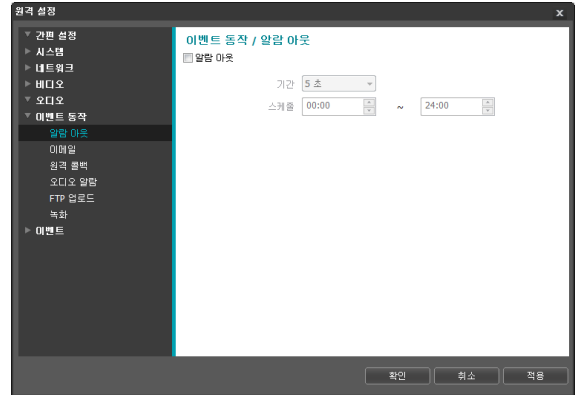 원격 설정
x
간편 설정
시스템
네트워크
비디오
오디오
이벤트 동작
알람 아웃
이메일
원격 콜백
오디오 알람
FTP 업로드
녹화
이벤트
이벤트 동작 / 알람 아웃
알람 아웃
기간 5 초
스케줄 00:00 ~ 24:00
확인 취소 적용